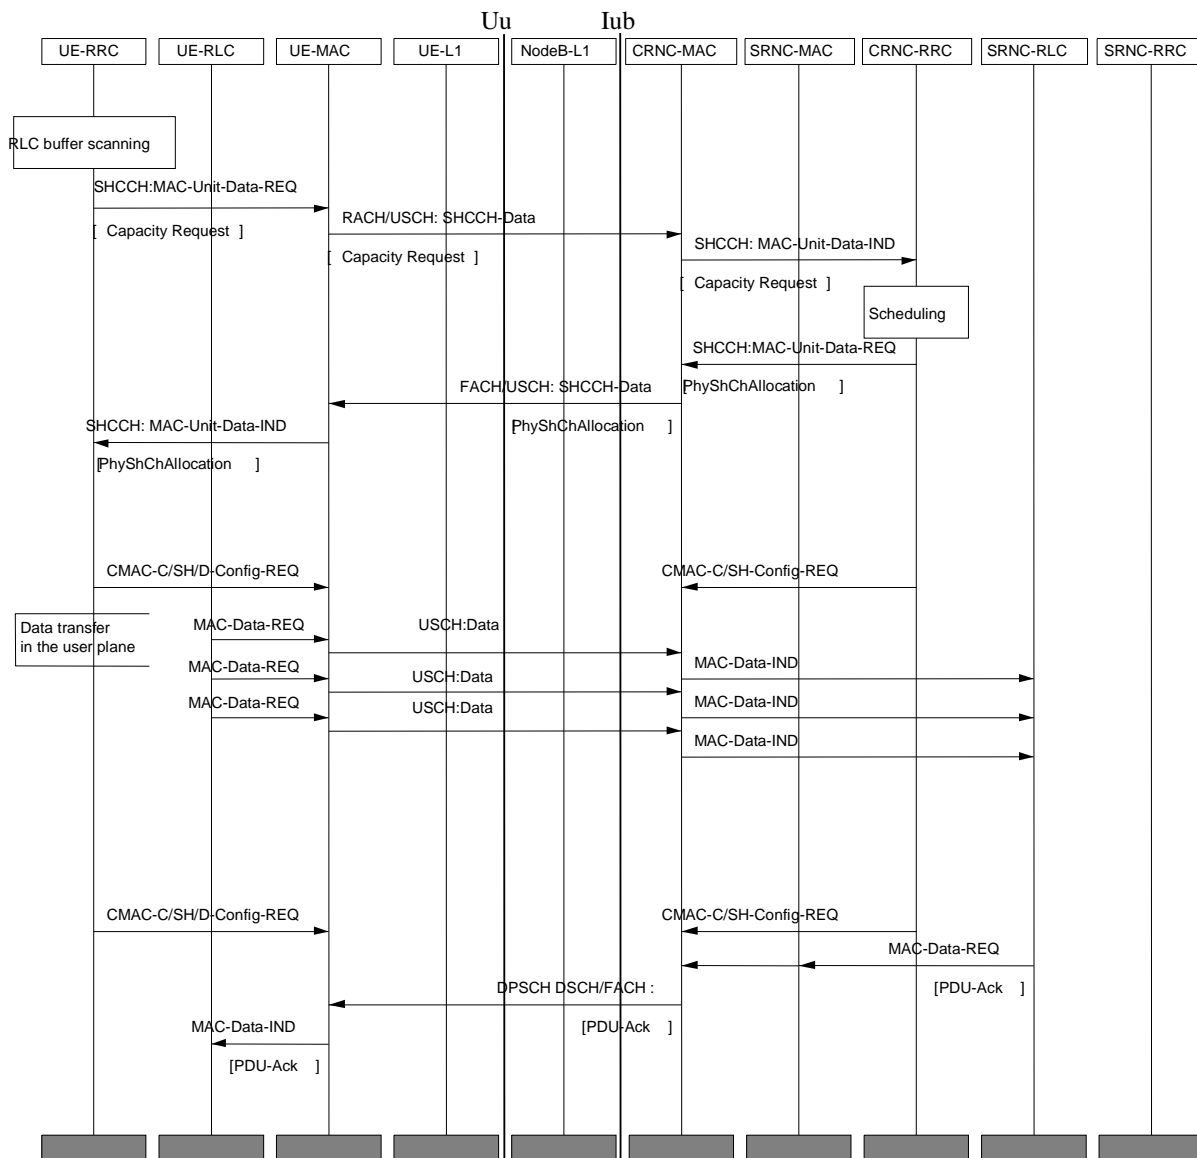 Uu Iub
UE-RRC UE-RLC UE-MAC UE-L1 NodeB-L1 CRNC-MAC SRNC-MAC CRNC-RRC SRNC-RLC SRNC-RRC
RLC buffer scanning
SHCCH:MAC-Unit-Data-REQ
[ Capacity Request ]
RACH/USCH: SHCCH-Data
[ Capacity Request ]
SHCCH: MAC-Unit-Data-IND
[ Capacity Request ]
Scheduling
SHCCH:MAC-Unit-Data-REQ
[PhyShChAllocation ]
FACH/USCH: SHCCH-Data
[PhyShChAllocation ]
SHCCH: MAC-Unit-Data-IND
[PhyShChAllocation ]
CMAC-C/SH/D-Config-REQ CMAC-C/SH-Config-REQ
Data transfer
in the user plane
MAC-Data-REQ USCH:Data
MAC-Data-IND
MAC-Data-REQ USCH:Data
MAC-Data-IND
MAC-Data-REQ USCH:Data
MAC-Data-IND
CMAC-C/SH/D-Config-REQ CMAC-C/SH-Config-REQ
MAC-Data-REQ
[PDU-Ack ]
DPSCH DSCH/FACH :
[PDU-Ack ]
MAC-Data-IND
[PDU-Ack ]